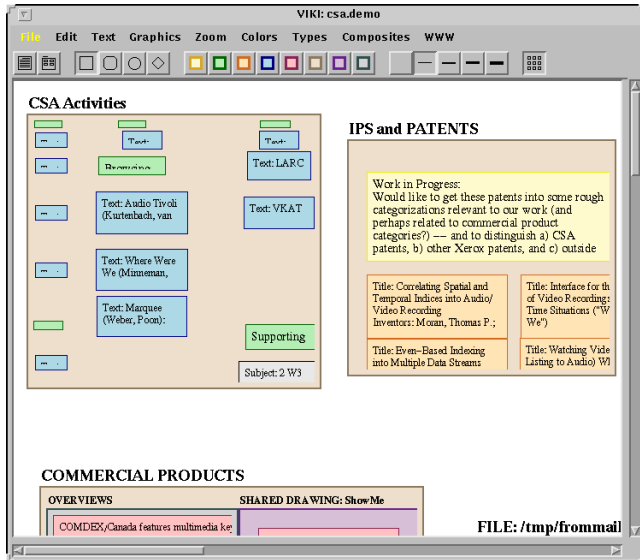 VIKI: csa.demo
File Edit Text Graphics Zoom Colors Types Composites WWW
CSA Activities
Text:
Text:
Browsing
Text: LARC
Text: Audio Tivoli
(Kurtenbach, van
Text: VKAT
Text: Where Were
We (Minneman,
Text: Marquee
(Weber, Poon):
Supporting
Subject: 2 W3
IPS and PATENTS
Work in Progress:
Would like to get these patents into some rough
categorizations relevant to our work (and
perhaps related to commercial product
categories?) -- and to distinguish a) CSA
patents, b) other Xerox patents, and c) outside
Title: Correlating Spatial and
Temporal Indices into Audio/
Video Recording
Inventors: Moran, Thomas P.;
Title: Interface for th
of Video Recordings
Time Situations ("W
We")
Title: Even-Based Indexing
into Multiple Data Streams
Title: Watching Vide
Listing to Audio) Wh
COMMERCIAL PRODUCTS
OVERVIEWS
SHARED DRAWING: ShowMe
COMDEX/Canada features multimedia key
FILE: /tmp/frommail